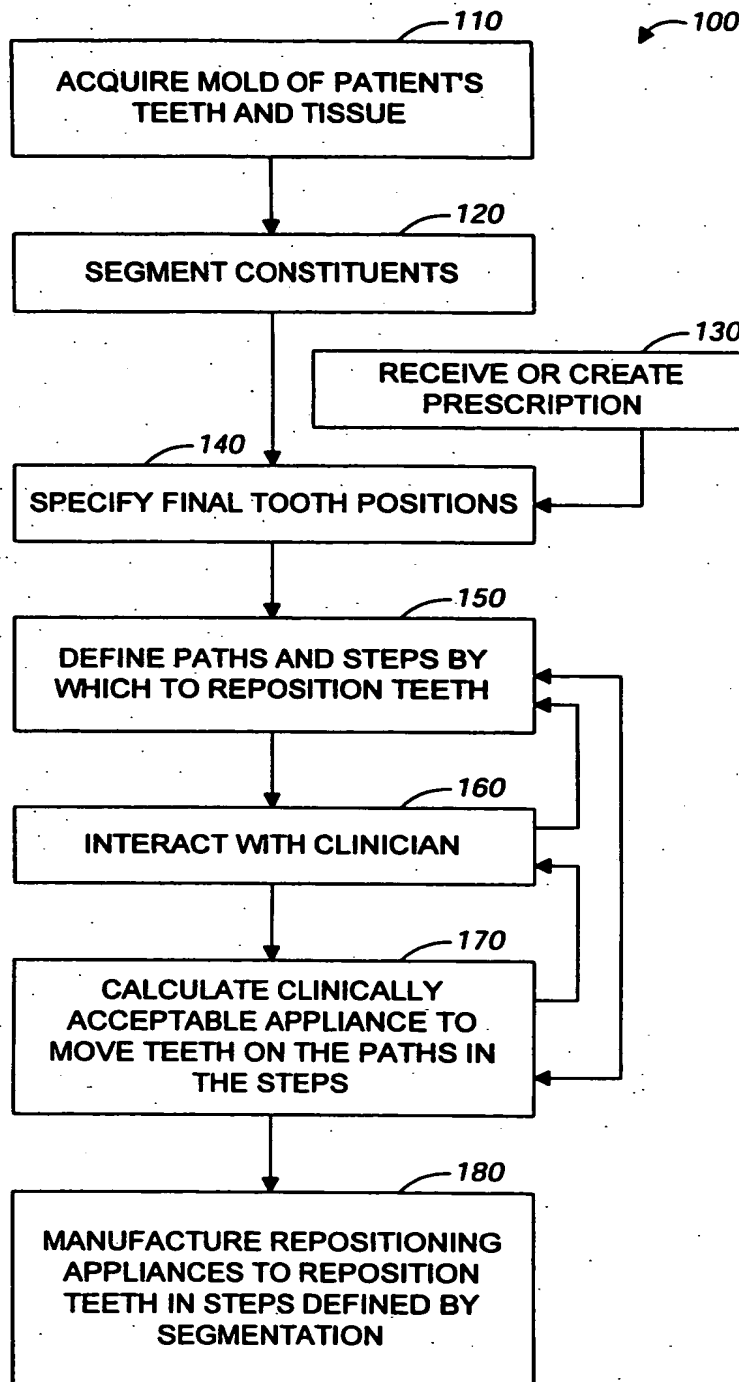 110
100
ACQUIRE MOLD OF PATIENT'S
TEETH AND TISSUE
120
SEGMENT CONSTITUENTS
130
RECEIVE OR CREATE
PRESCRIPTION
140
SPECIFY FINAL TOOTH POSITIONS
150
DEFINE PATHS AND STEPS BY
WHICH TO REPOSITION TEETH
160
INTERACT WITH CLINICIAN
170
CALCULATE CLINICALLY
ACCEPTABLE APPLIANCE TO
MOVE TEETH ON THE PATHS IN
THE STEPS
180
MANUFACTURE REPOSITIONING
APPLIANCES TO REPOSITION
TEETH IN STEPS DEFINED BY
SEGMENTATION